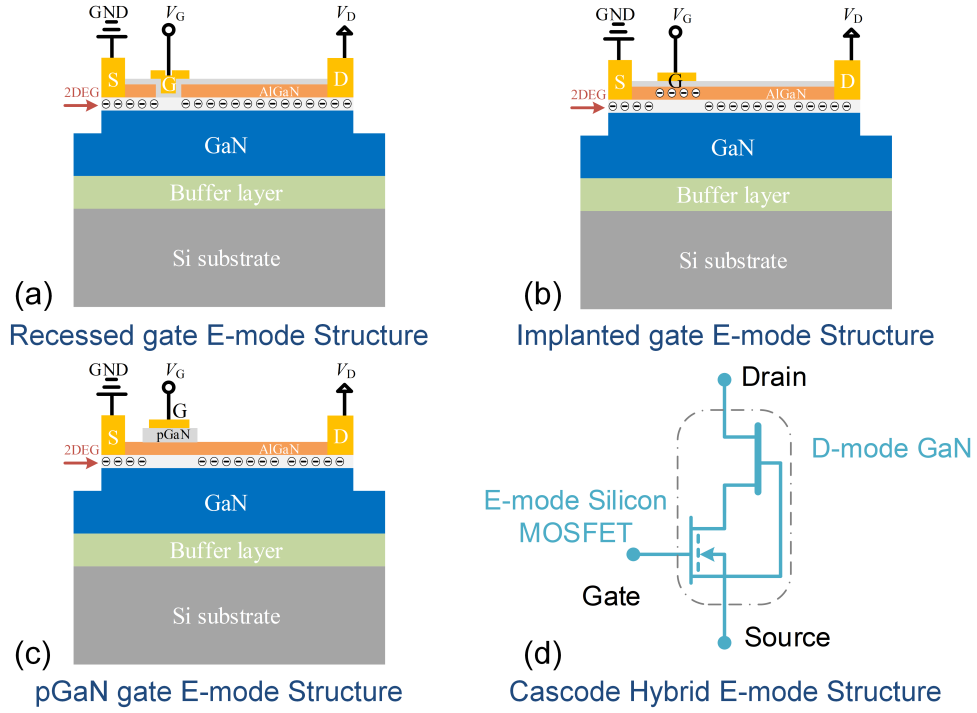 GND
VG
VD
S
G
D
2DEG
AlGaN
GaN
Buffer layer
Si substrate
(a)
Recessed gate E-mode Structure
GND
VG
VD
S
G
D
2DEG
AlGaN
GaN
Buffer layer
Si substrate
(b)
Implanted gate E-mode Structure
GND
VG
VD
G
S
pGaN
D
2DEG
AlGaN
GaN
Buffer layer
Si substrate
(c)
pGaN gate E-mode Structure
Drain
D-mode GaN
E-mode Silicon
MOSFET
Gate
Source
(d)
Cascode Hybrid E-mode Structure